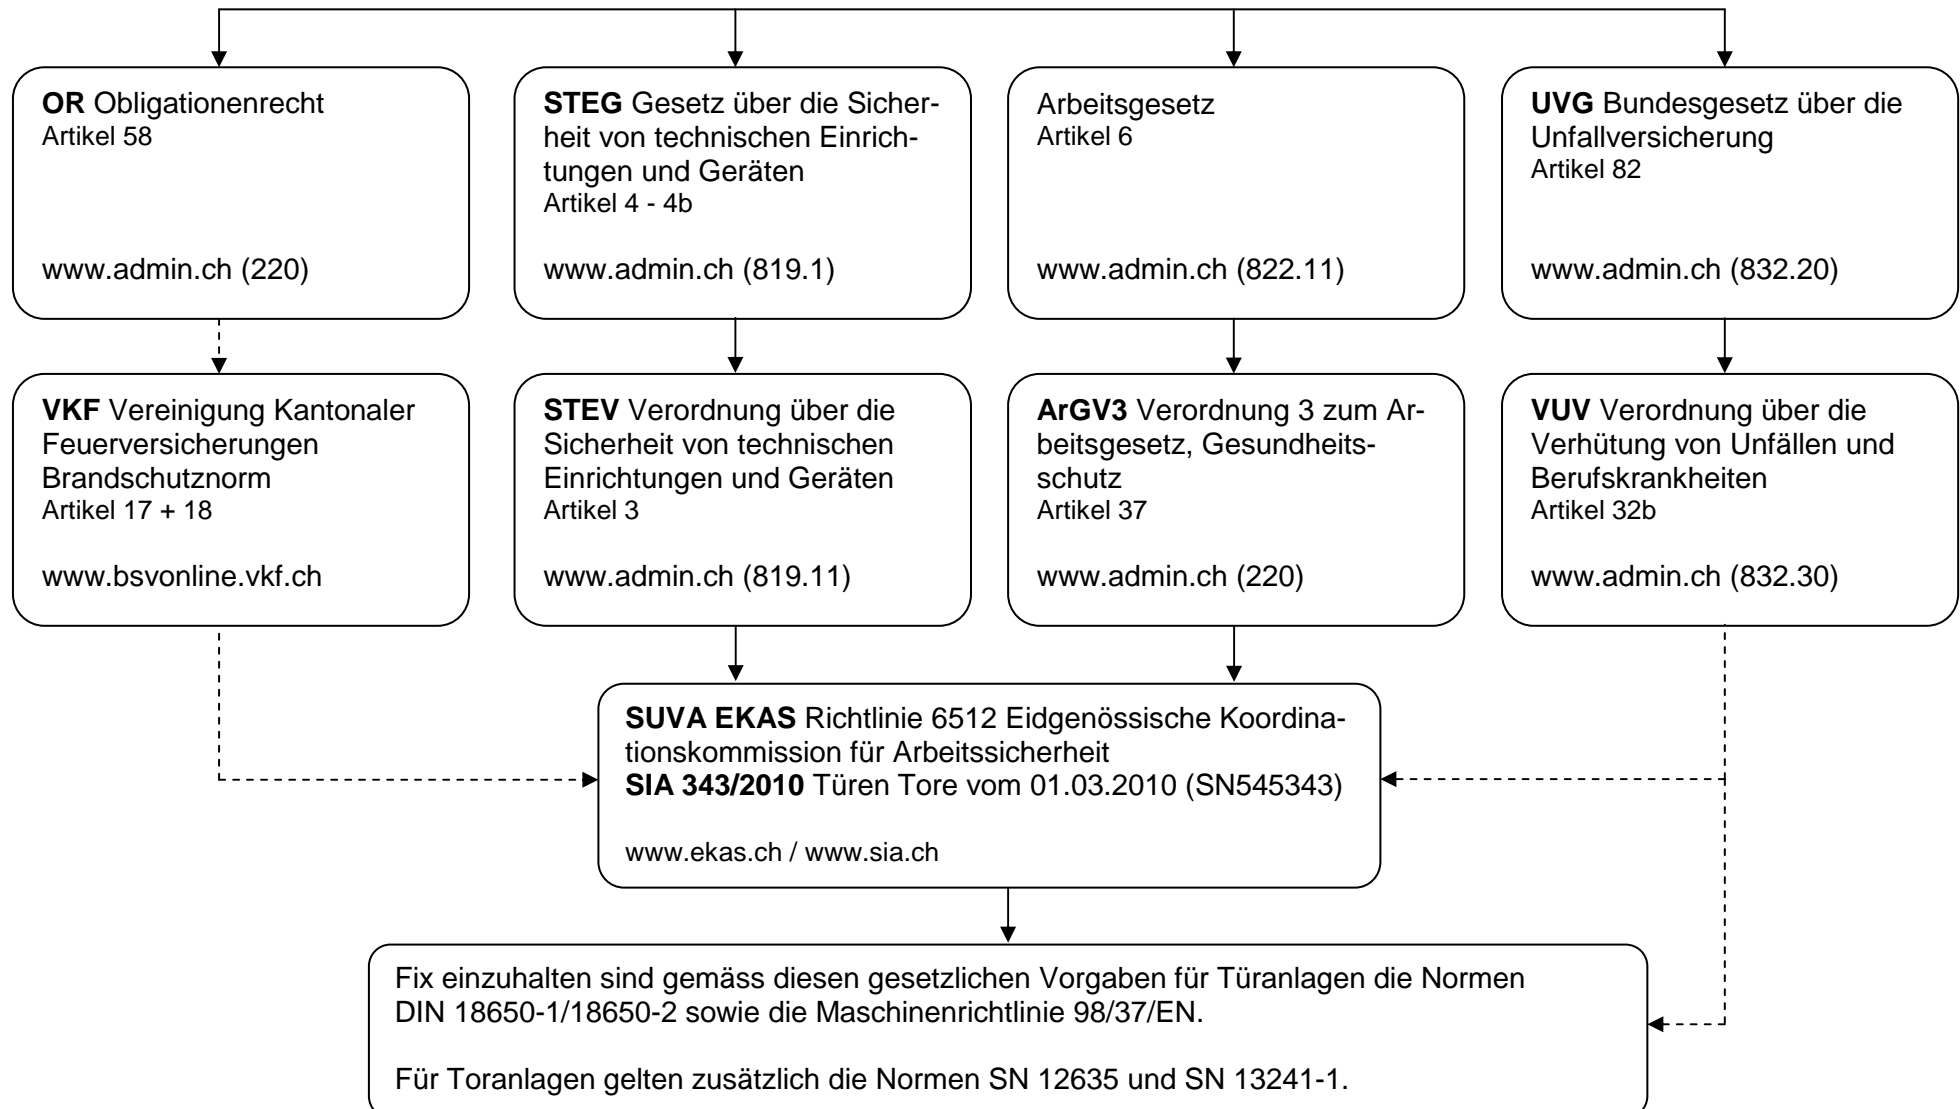 OR Obligationenrecht
Artikel 58
www.admin.ch (220)
STEG Gesetz über die Sicher-
heit von technischen Einrich-
tungen und Geräten
Artikel 4 - 4b
www.admin.ch (819.1)
Arbeitsgesetz
Artikel 6
www.admin.ch (822.11)
UVG Bundesgesetz über die
Unfallversicherung
Artikel 82
www.admin.ch (832.20)
VKF Vereinigung Kantonaler
Feuerversicherungen
Brandschutznorm
Artikel 17 + 18
www.bsvonline.vkf.ch
STEV Verordnung über die
Sicherheit von technischen
Einrichtungen und Geräten
Artikel 3
www.admin.ch (819.11)
ArGV3 Verordnung 3 zum Ar-
beitsgesetz, Gesundheits-
schutz
Artikel 37
www.admin.ch (220)
VUV Verordnung über die
Verhütung von Unfällen und
Berufskrankheiten
Artikel 32b
www.admin.ch (832.30)
SUVA EKAS Richtlinie 6512 Eidgenössische Koordina-
tionskommission für Arbeitssicherheit
SIA 343/2010 Türen Tore vom 01.03.2010 (SN545343)
www.ekas.ch / www.sia.ch
Fix einzuhalten sind gemäss diesen gesetzlichen Vorgaben für Türanlagen die Normen
DIN 18650-1/18650-2 sowie die Maschinenrichtlinie 98/37/EN.
Für Toranlagen gelten zusätzlich die Normen SN 12635 und SN 13241-1.